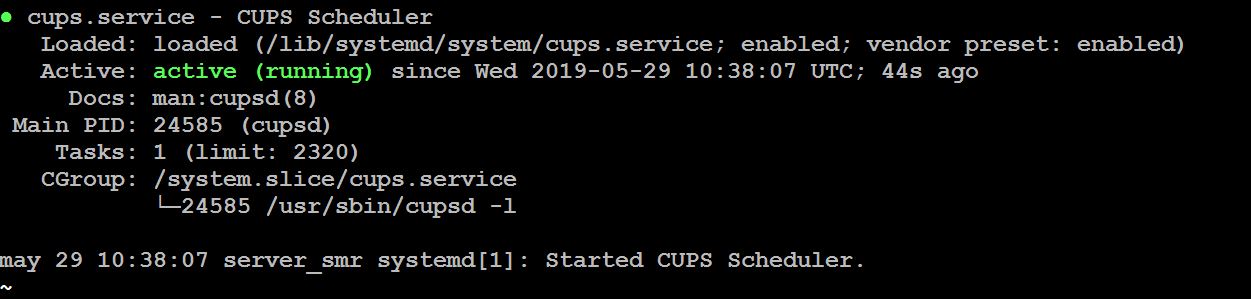 ● cups.service - CUPS Scheduler
   Loaded: loaded (/lib/systemd/system/cups.service; enabled; vendor preset: enabled)
   Active: active (running) since Wed 2019-05-29 10:38:07 UTC; 44s ago
     Docs: man:cupsd(8)
 Main PID: 24585 (cupsd)
    Tasks: 1 (limit: 2320)
   CGroup: /system.slice/cups.service
           └─24585 /usr/sbin/cupsd -l

may 29 10:38:07 server_smr systemd[1]: Started CUPS Scheduler.
~